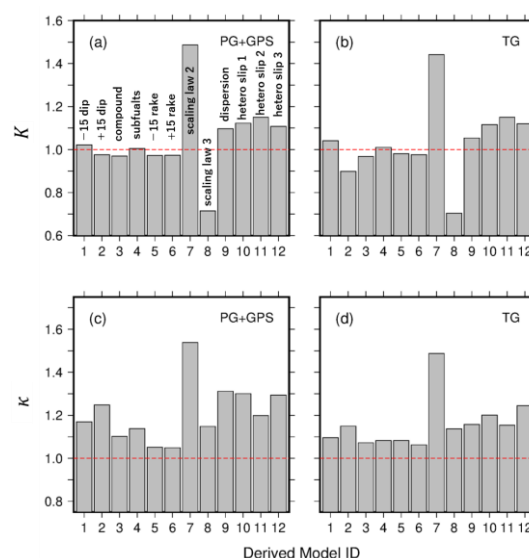 (a) PG+GPS
(b) TG
1.6
1.4
1.2
1.0
0.8
0.6
K
−15 dip
+15 dip
compound
subfualts
−15 rake
+15 rake
scaling law 2
scaling law 3
dispersion
hetero slip 1
hetero slip 2
hetero slip 3
1 2 3 4 5 6 7 8 9 10 11 12
1 2 3 4 5 6 7 8 9 10 11 12
(c) PG+GPS
(d) TG
1.6
1.4
1.2
1.0
0.8
κ
1 2 3 4 5 6 7 8 9 10 11 12
1 2 3 4 5 6 7 8 9 10 11 12
Derived Model ID